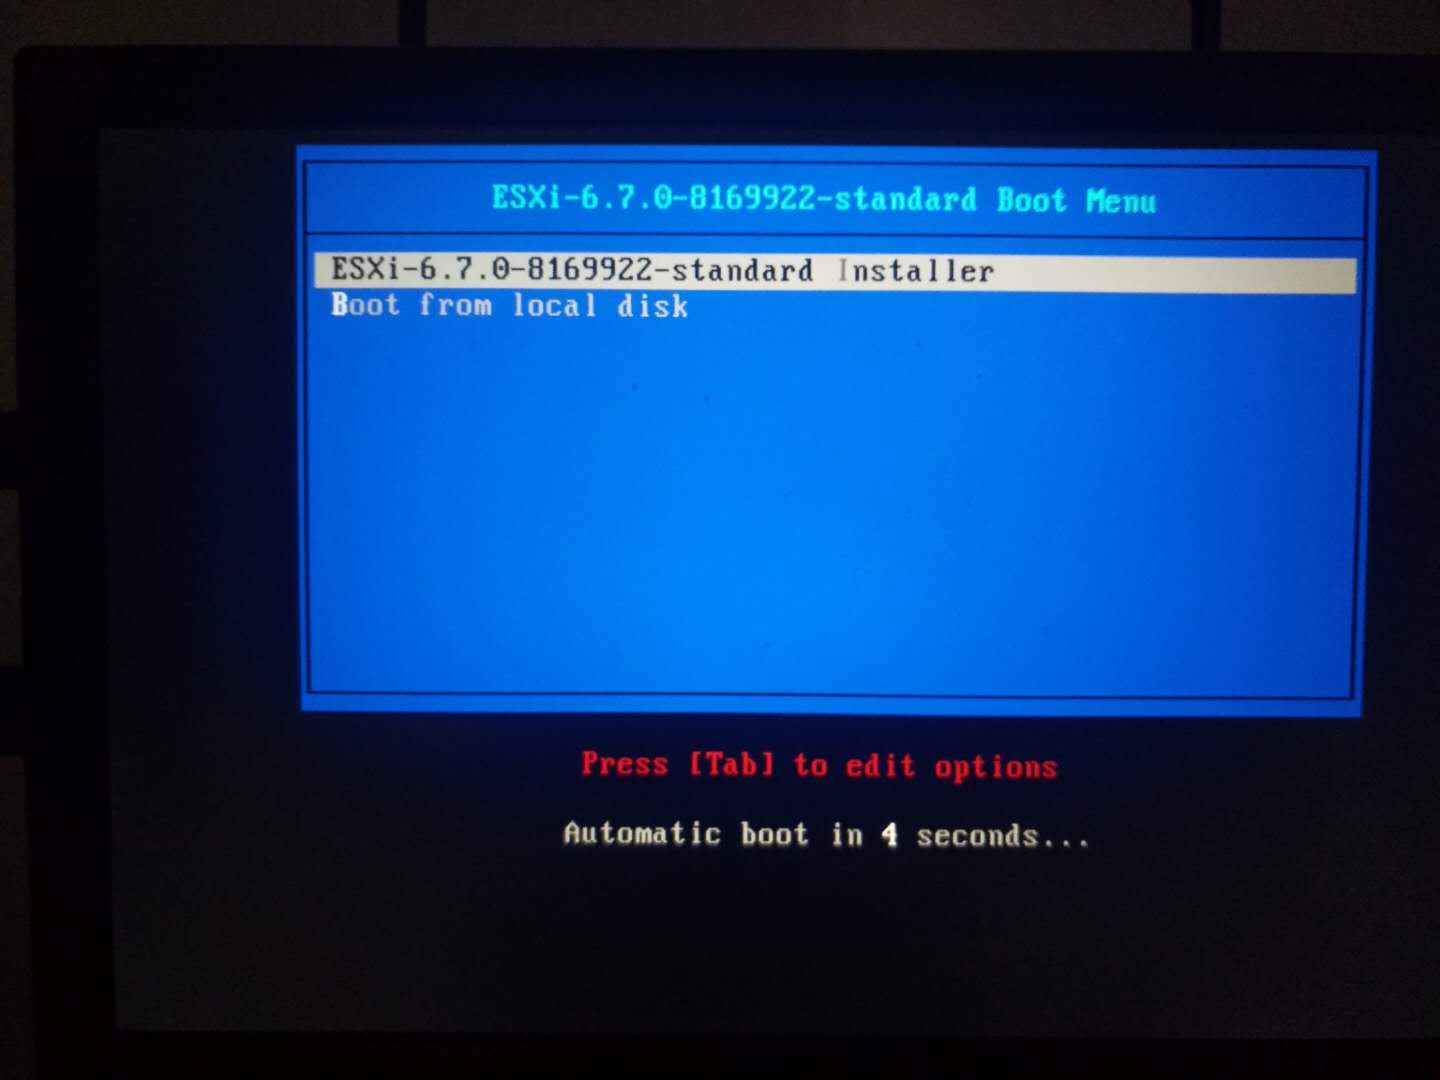 ESXi-6.7.0-8169922-standard Boot Menu
ESXi-6.7.0-8169922-standard Installer
Boot from local disk
Press [Tab] to edit options
Automatic boot in 4 seconds...